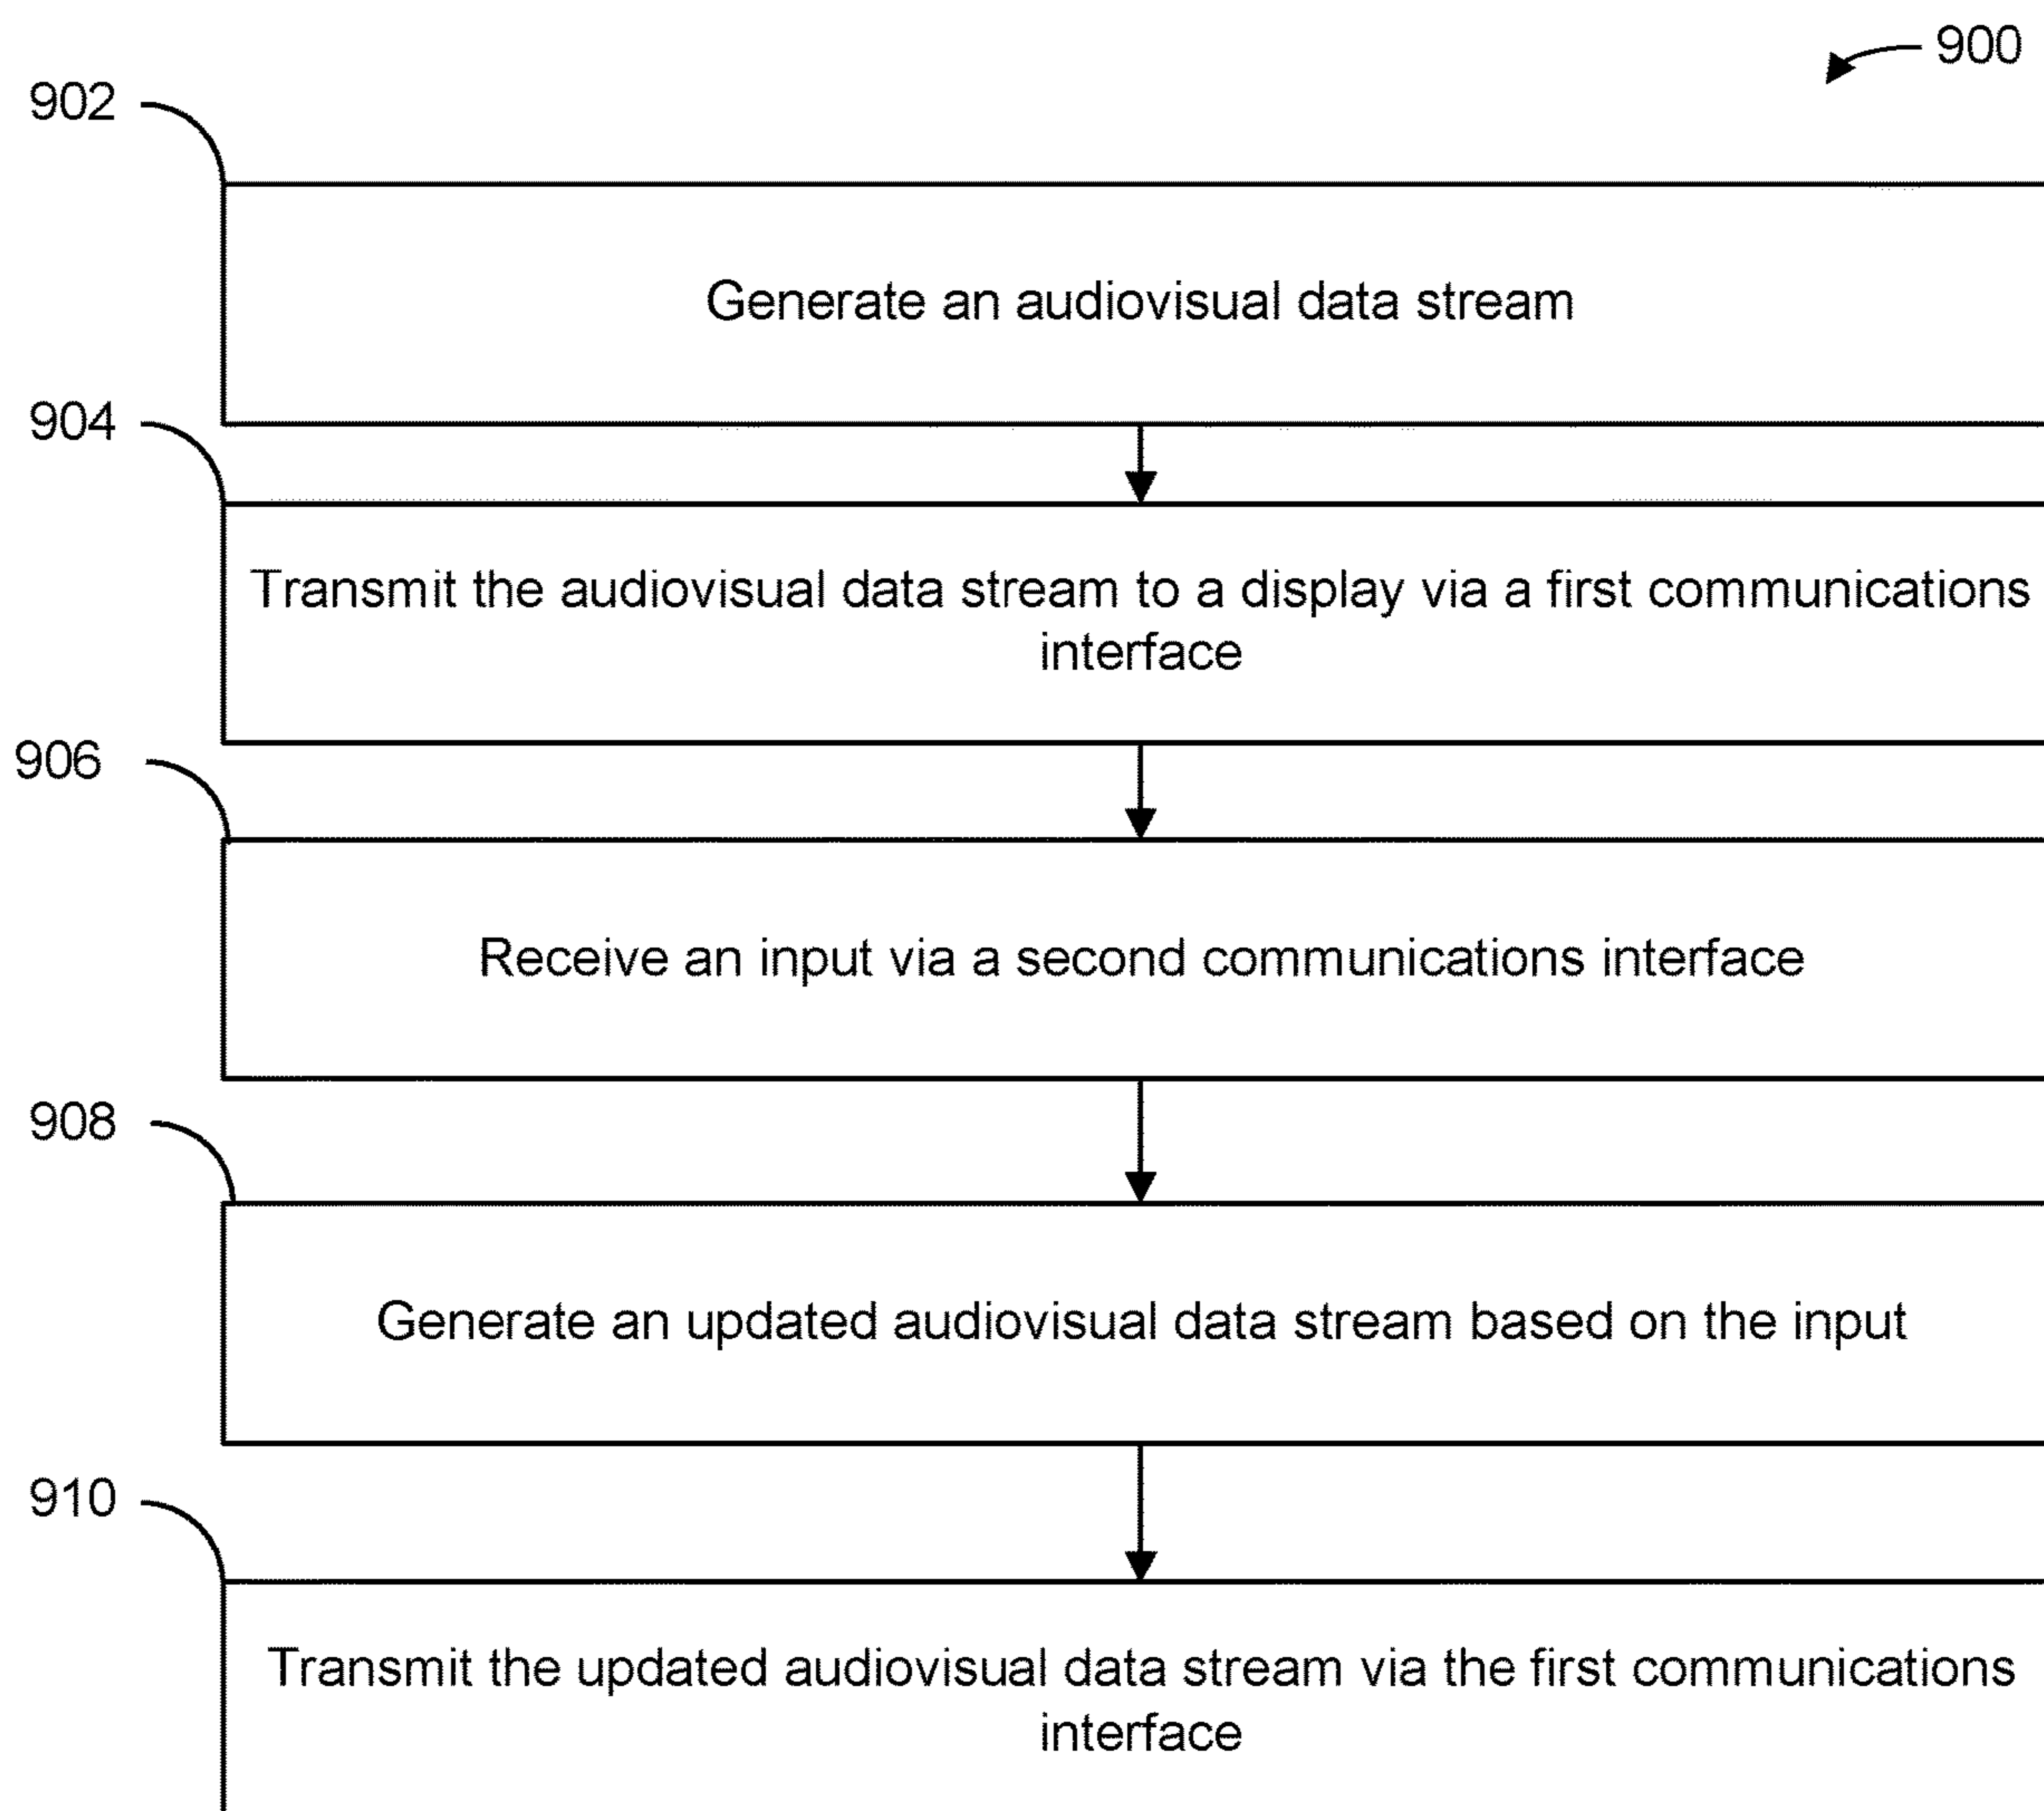 900
902
Generate an audiovisual data stream
904
Transmit the audiovisual data stream to a display via a first communications
interface
906
Receive an input via a second communications interface
908
Generate an updated audiovisual data stream based on the input
910
Transmit the updated audiovisual data stream via the first communications
interface